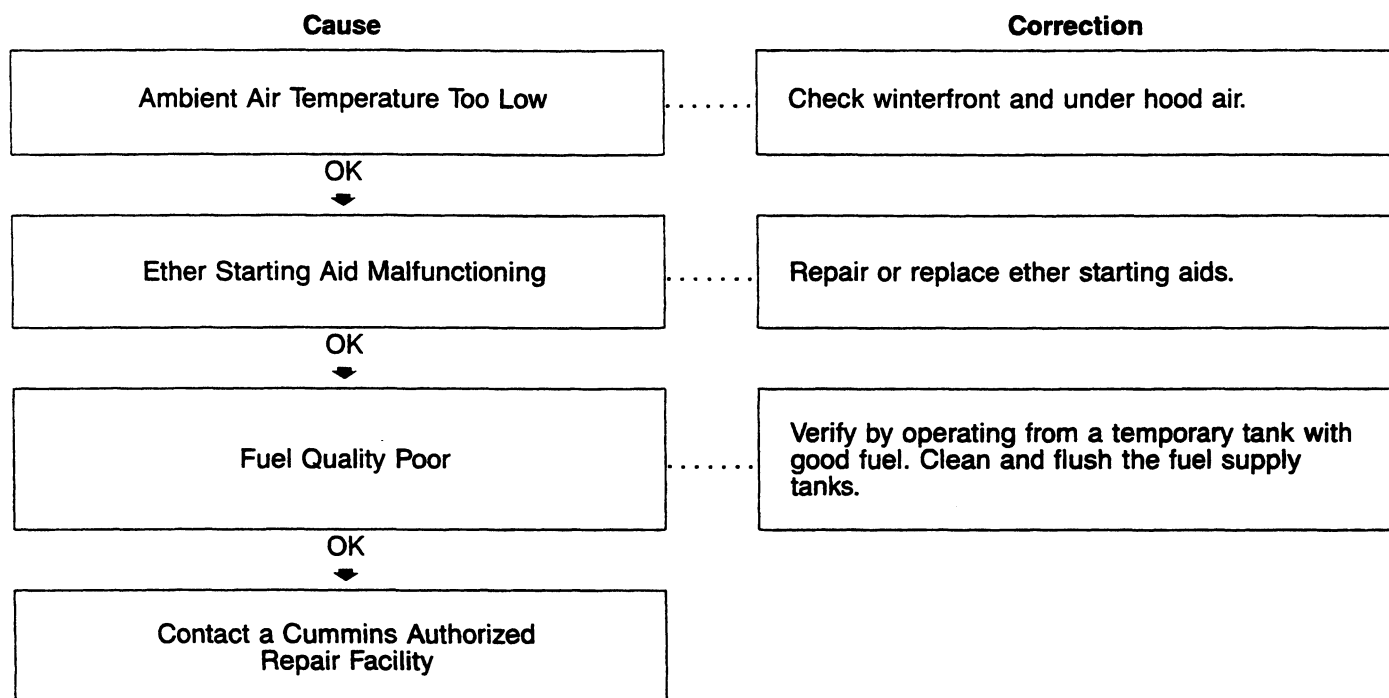 Cause
Correction
Ambient Air Temperature Too Low
.......
Check winterfront and under hood air.
OK
Ether Starting Aid Malfunctioning
.......
Repair or replace ether starting aids.
OK
Fuel Quality Poor
.......
Verify by operating from a temporary tank with
good fuel. Clean and flush the fuel supply
tanks.
OK
Contact a Cummins Authorized
Repair Facility